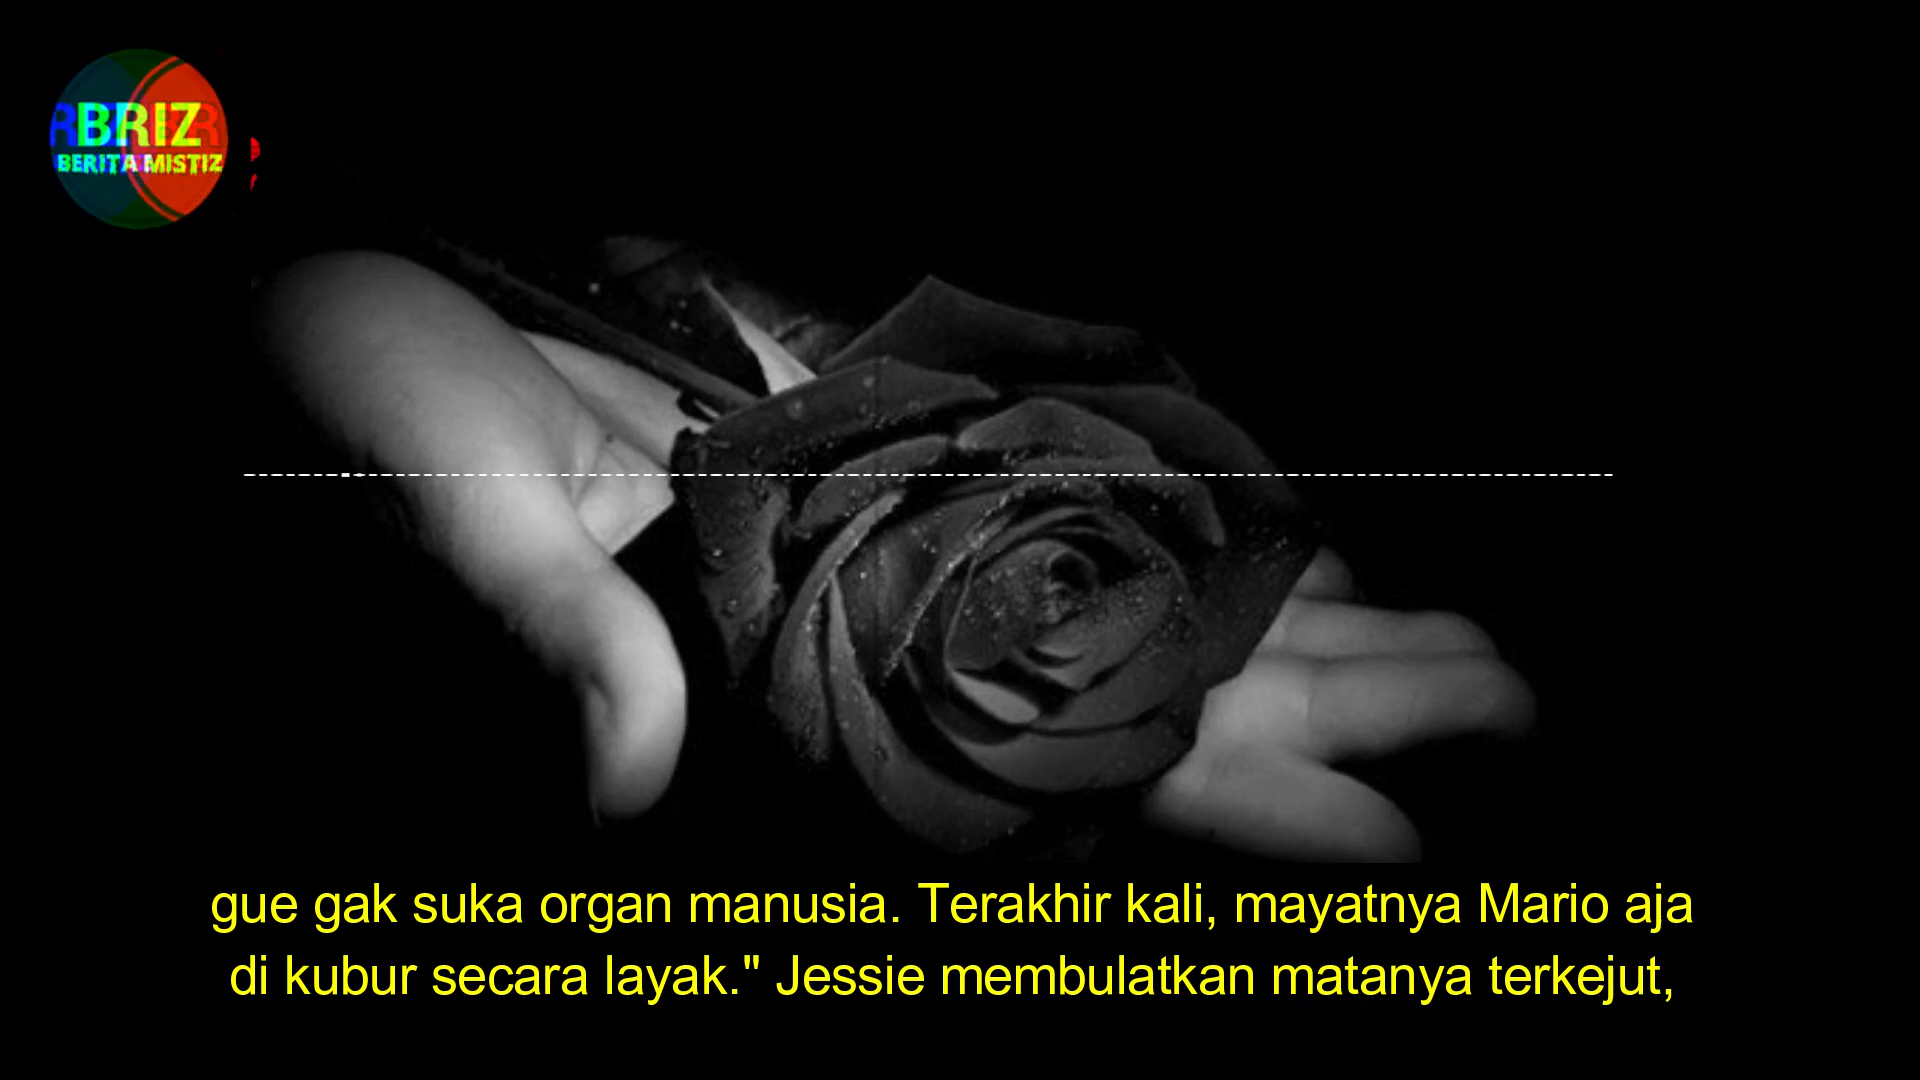 BRIZ
BERITA MISTIZ
gue gak suka organ manusia. Terakhir kali, mayatnya Mario aja
di kubur secara layak." Jessie membulatkan matanya terkejut,